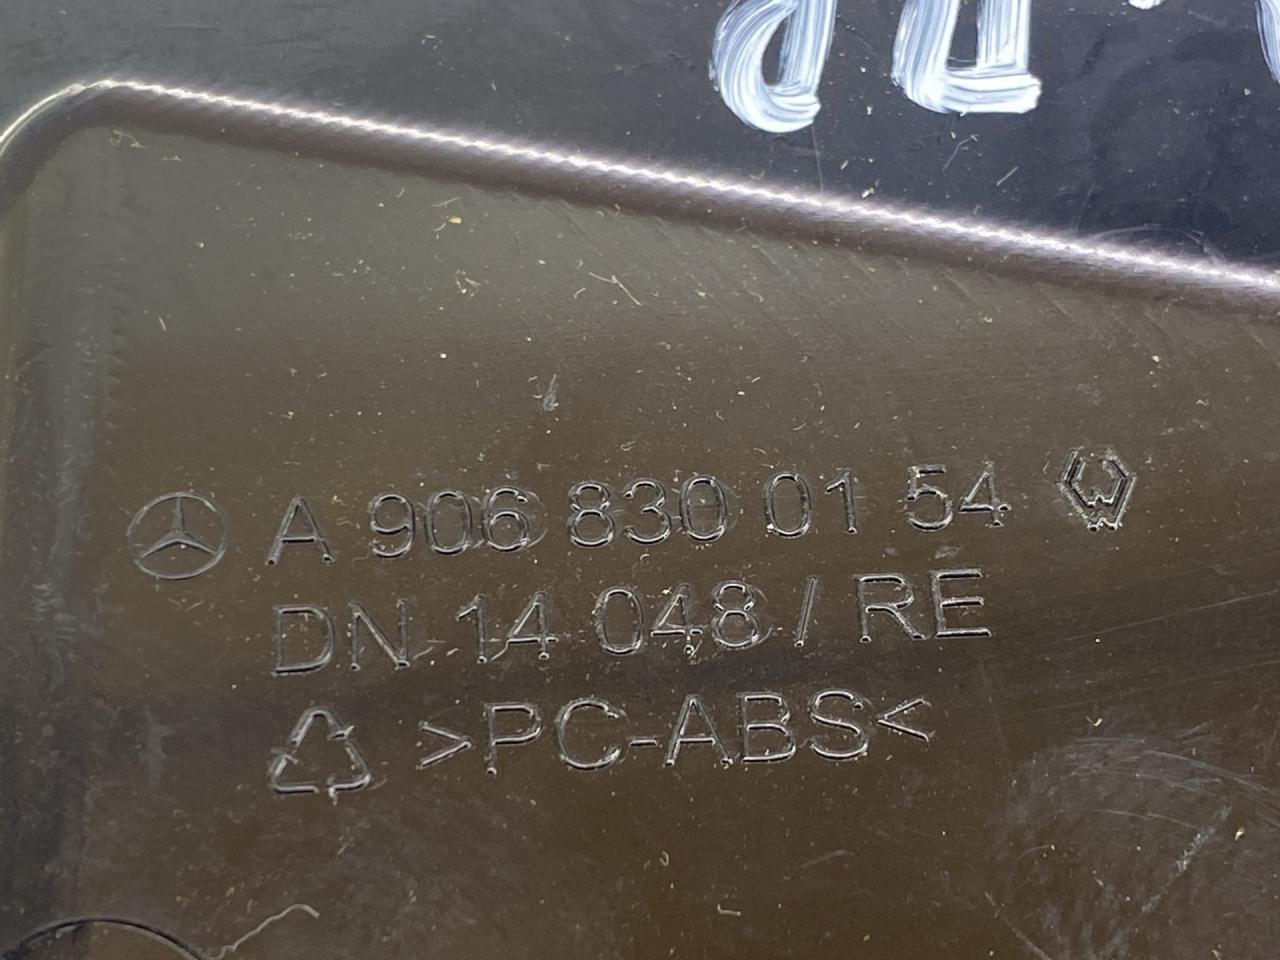 A 906 830 01 54
DN 14 048 / RE
>PC-ABS<